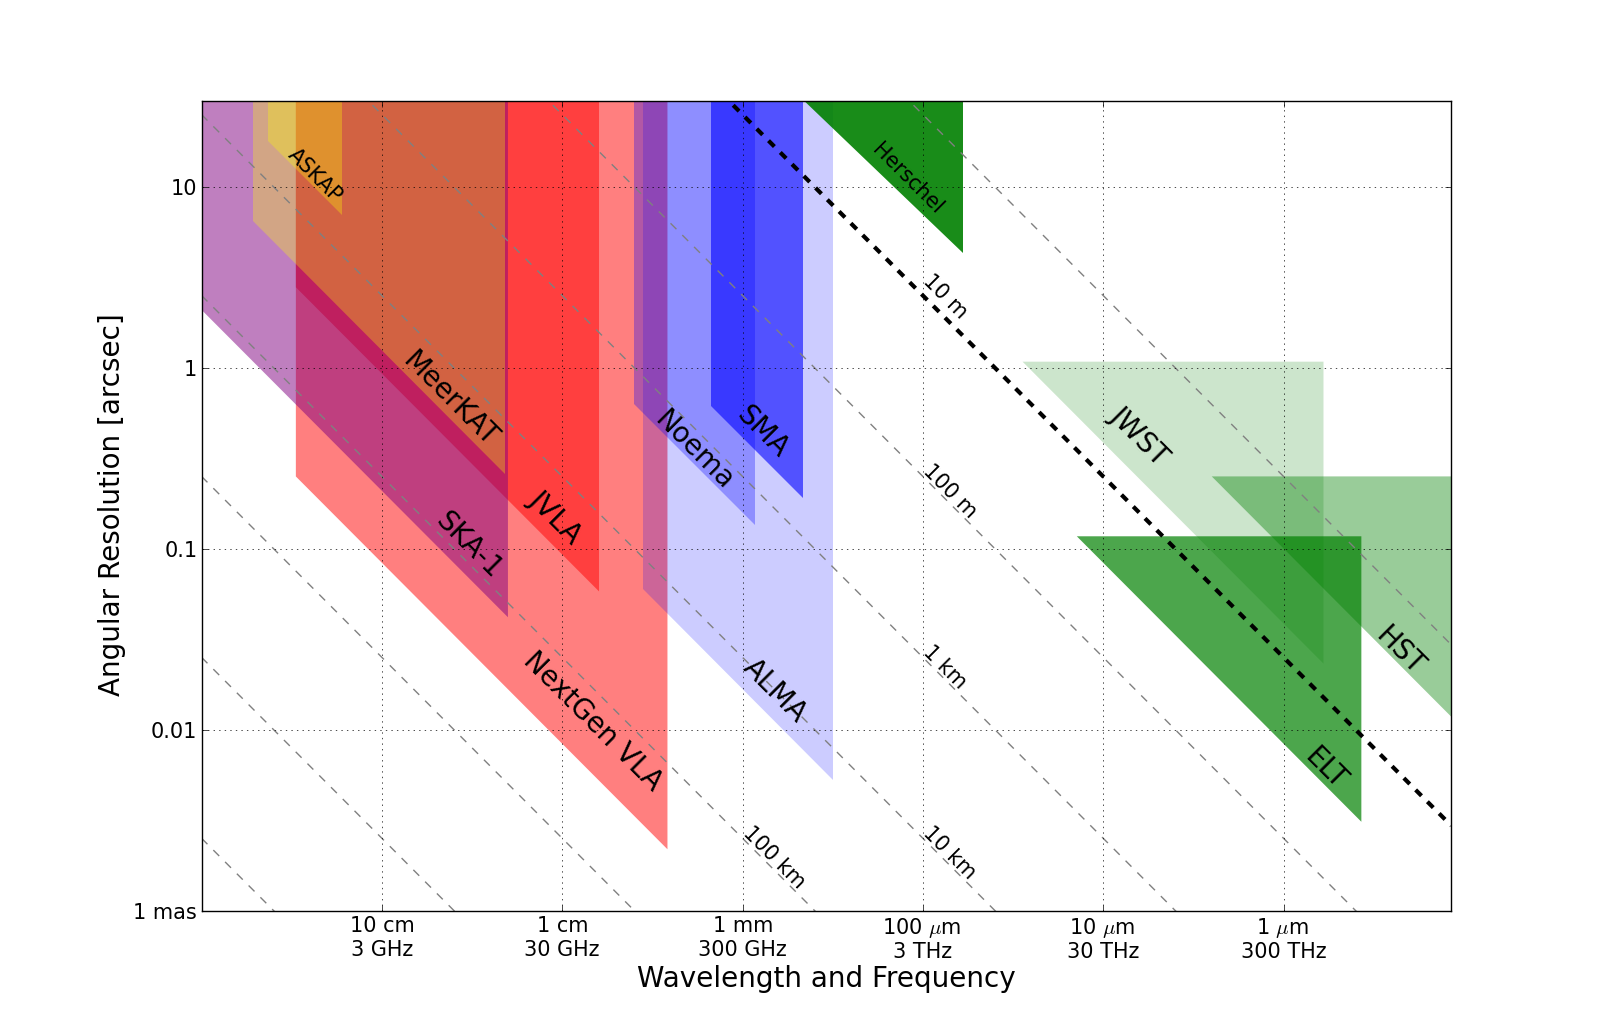 Angular Resolution [arcsec]
10
1
0.1
0.01
1 mas
ASKAP
MeerKAT
SKA-1
JVLA
NextGen VLA
Noema
SMA
ALMA
Herschel
JWST
HST
ELT
10 m
100 m
1 km
10 km
100 km
10 cm
3 GHz
1 cm
30 GHz
1 mm
300 GHz
100 μm
3 THz
10 μm
30 THz
1 μm
300 THz
Wavelength and Frequency